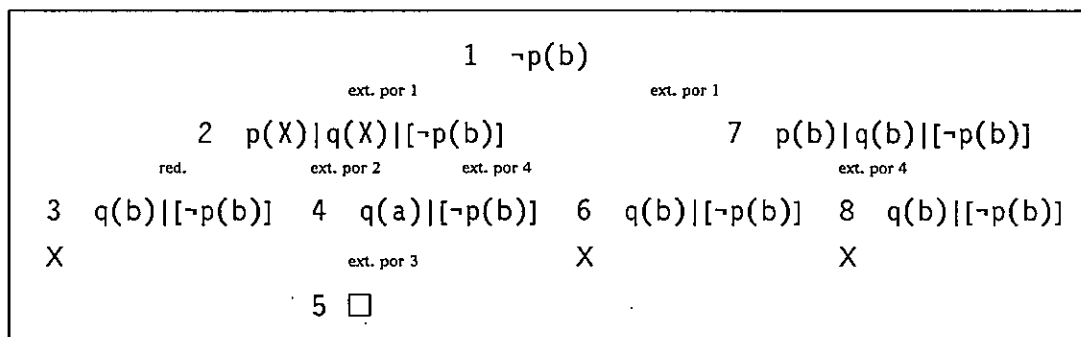 1 ¬p(b)
ext. por 1 ext. por 1
2 p(X)|q(X)|[¬p(b)] 7 p(b)|q(b)|[¬p(b)]
red. ext. por 2 ext. por 4 ext. por 4
3 q(b)|[¬p(b)] 4 q(a)|[¬p(b)] 6 q(b)|[¬p(b)] 8 q(b)|[¬p(b)]
X ext. por 3 X X
5 □